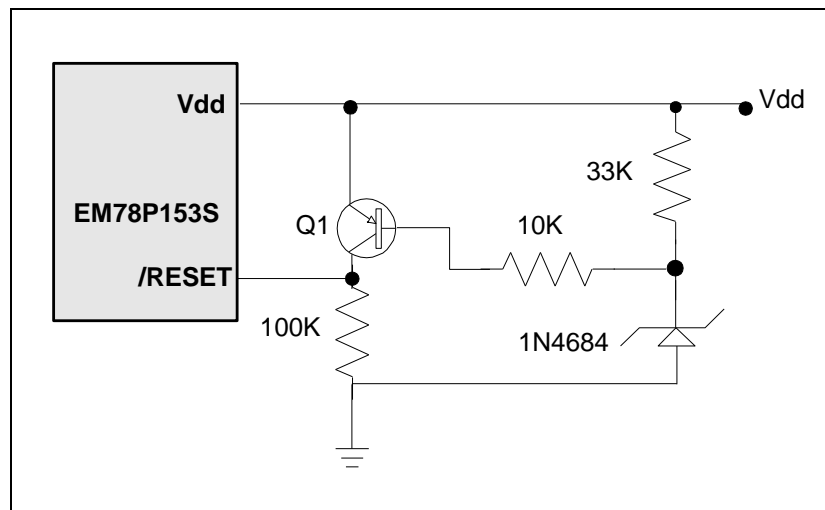 Vdd
Vdd
33K
EM78P153S
Q1
10K
/RESET
100K
1N4684